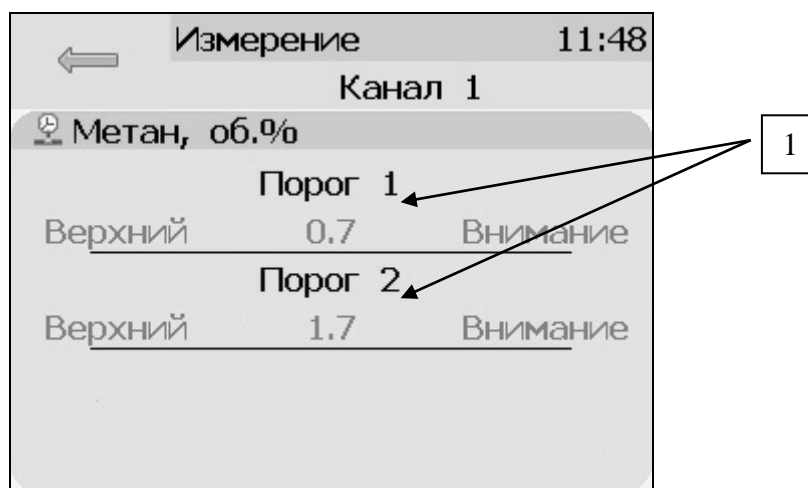 Измерение 11:48
Канал 1
Метан, об.%
Порог 1
Верхний 0.7 Внимание
Порог 2
Верхний 1.7 Внимание
1